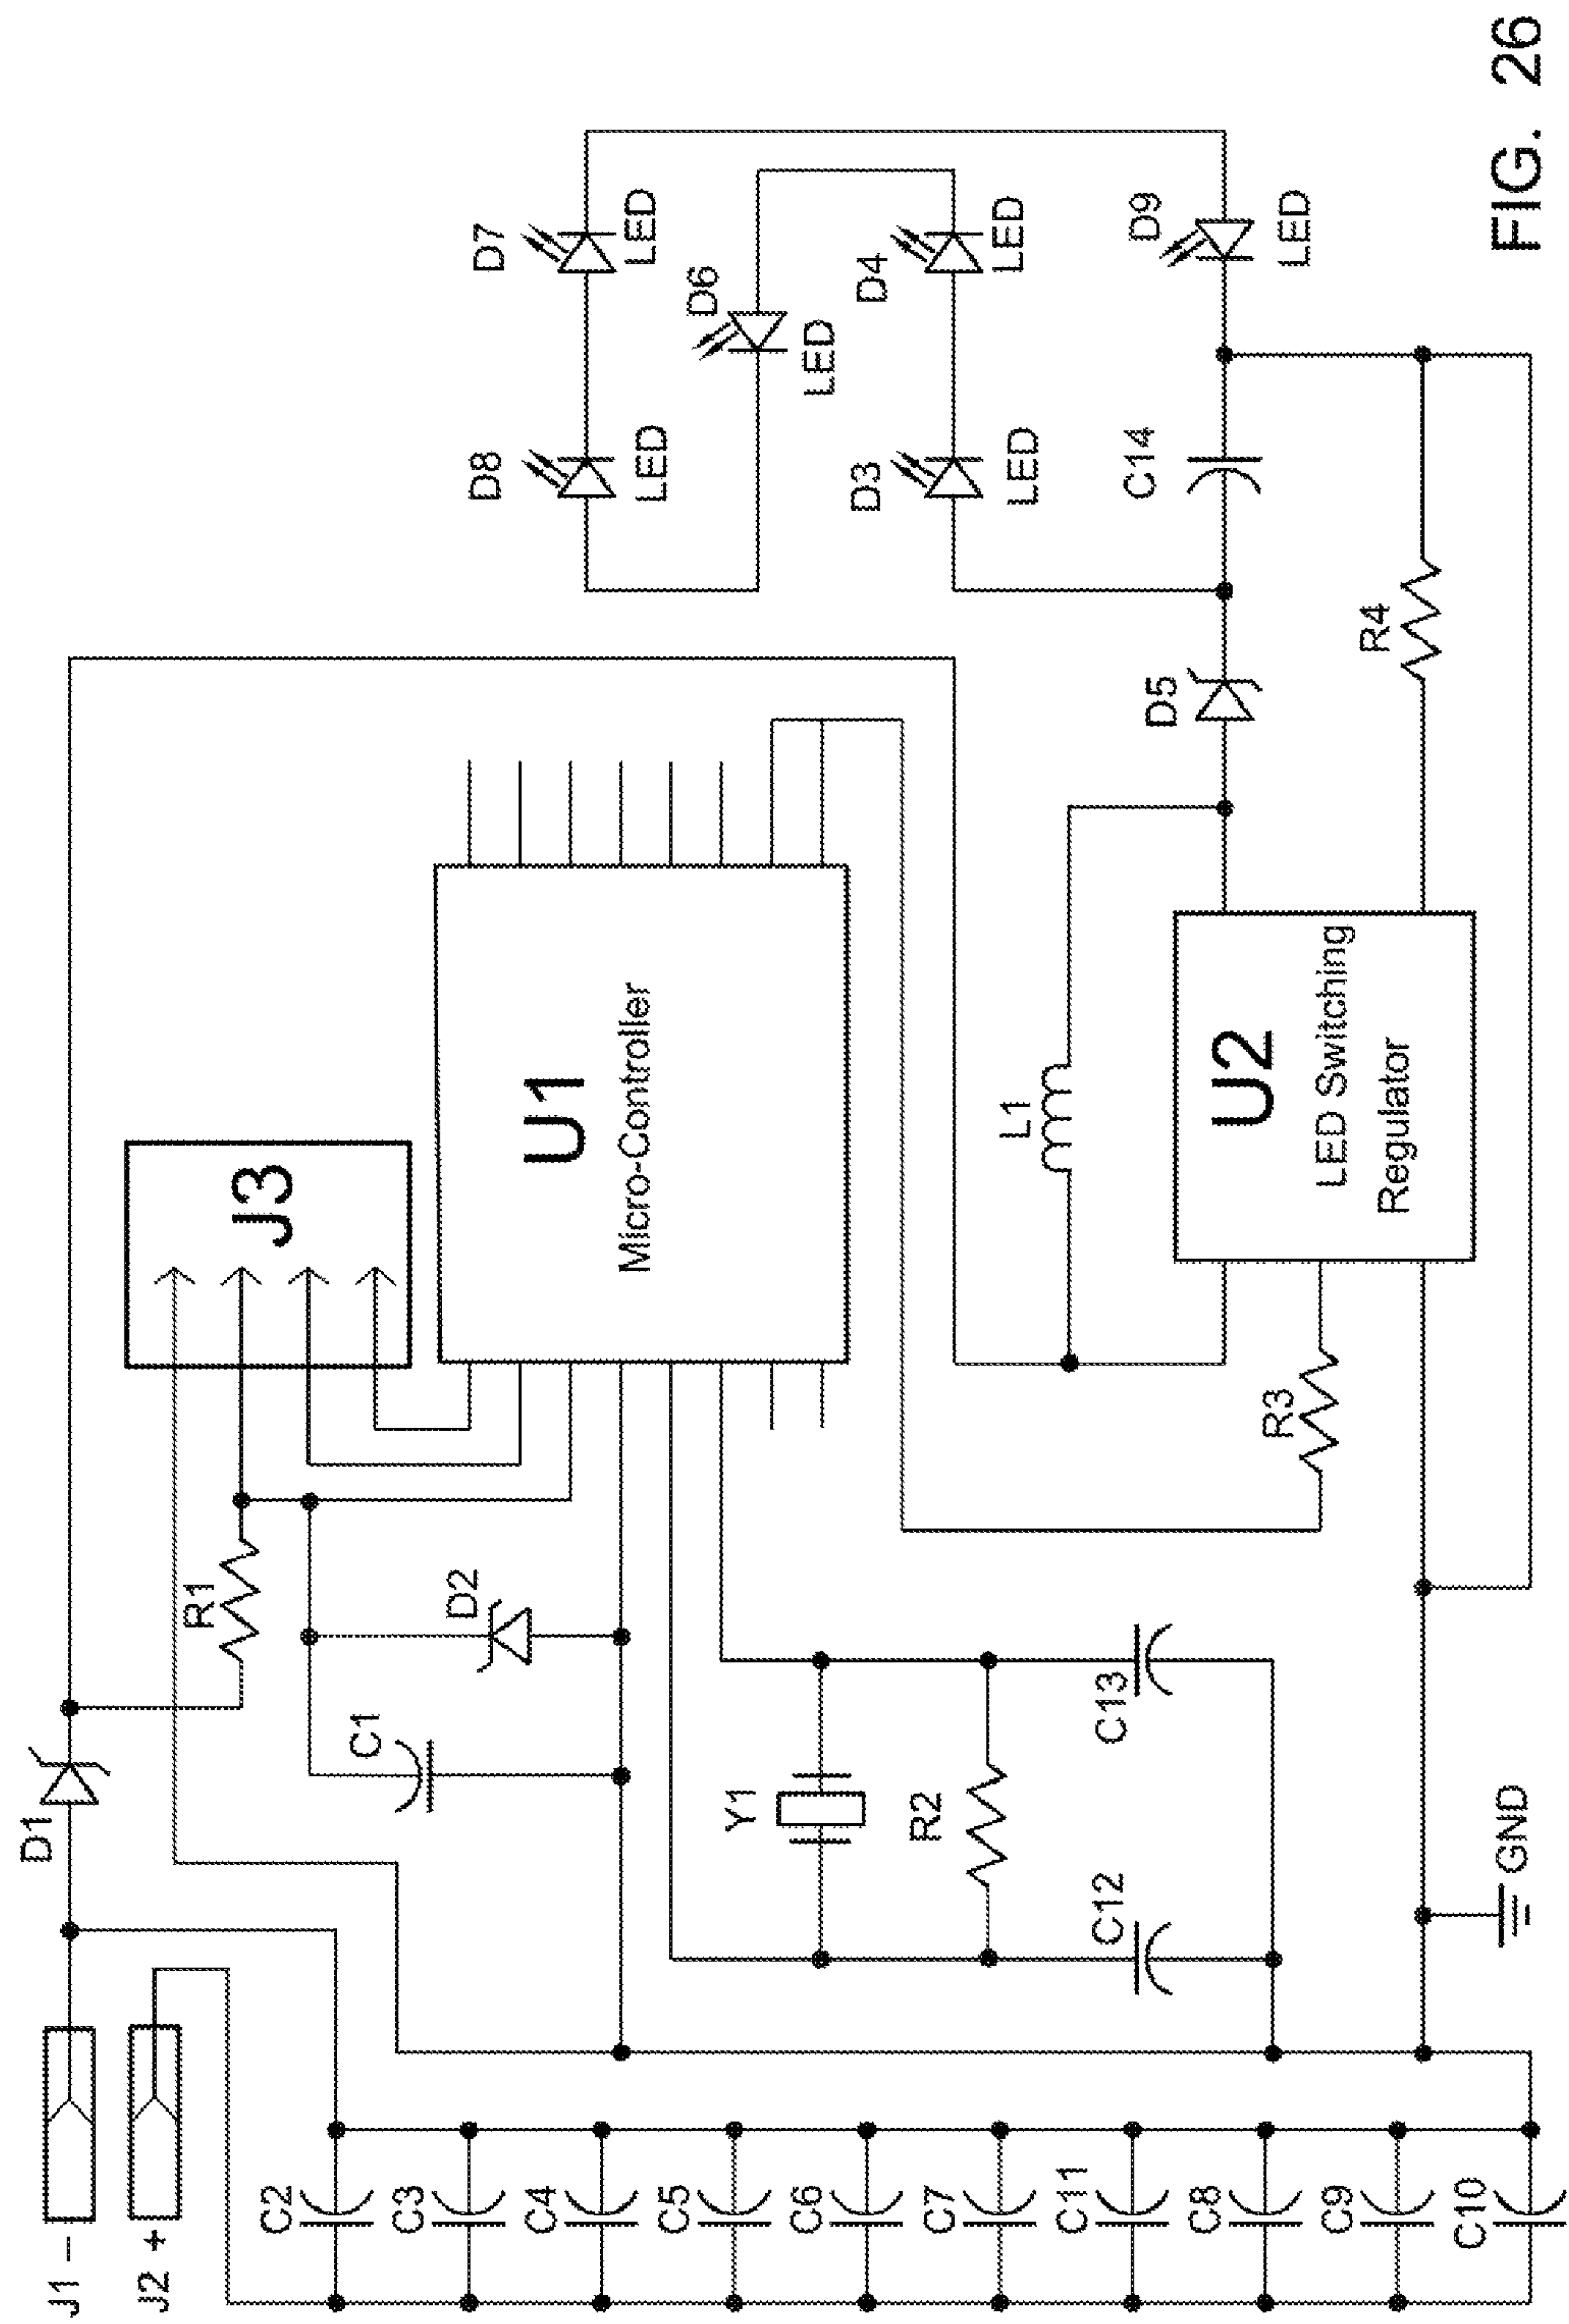 J1 -
J2 +
D1
R1
J3
C1
D2
U1
Micro-Controller
Y1
R2
C12
C13
C2
C3
C4
C5
C6
C7
C11
C8
C9
C10
GND
R3
L1
U2
LED Switching
Regulator
D5
R4
C14
D8
LED
D7
LED
D6
LED
D3
LED
D4
LED
D9
LED
FIG. 26